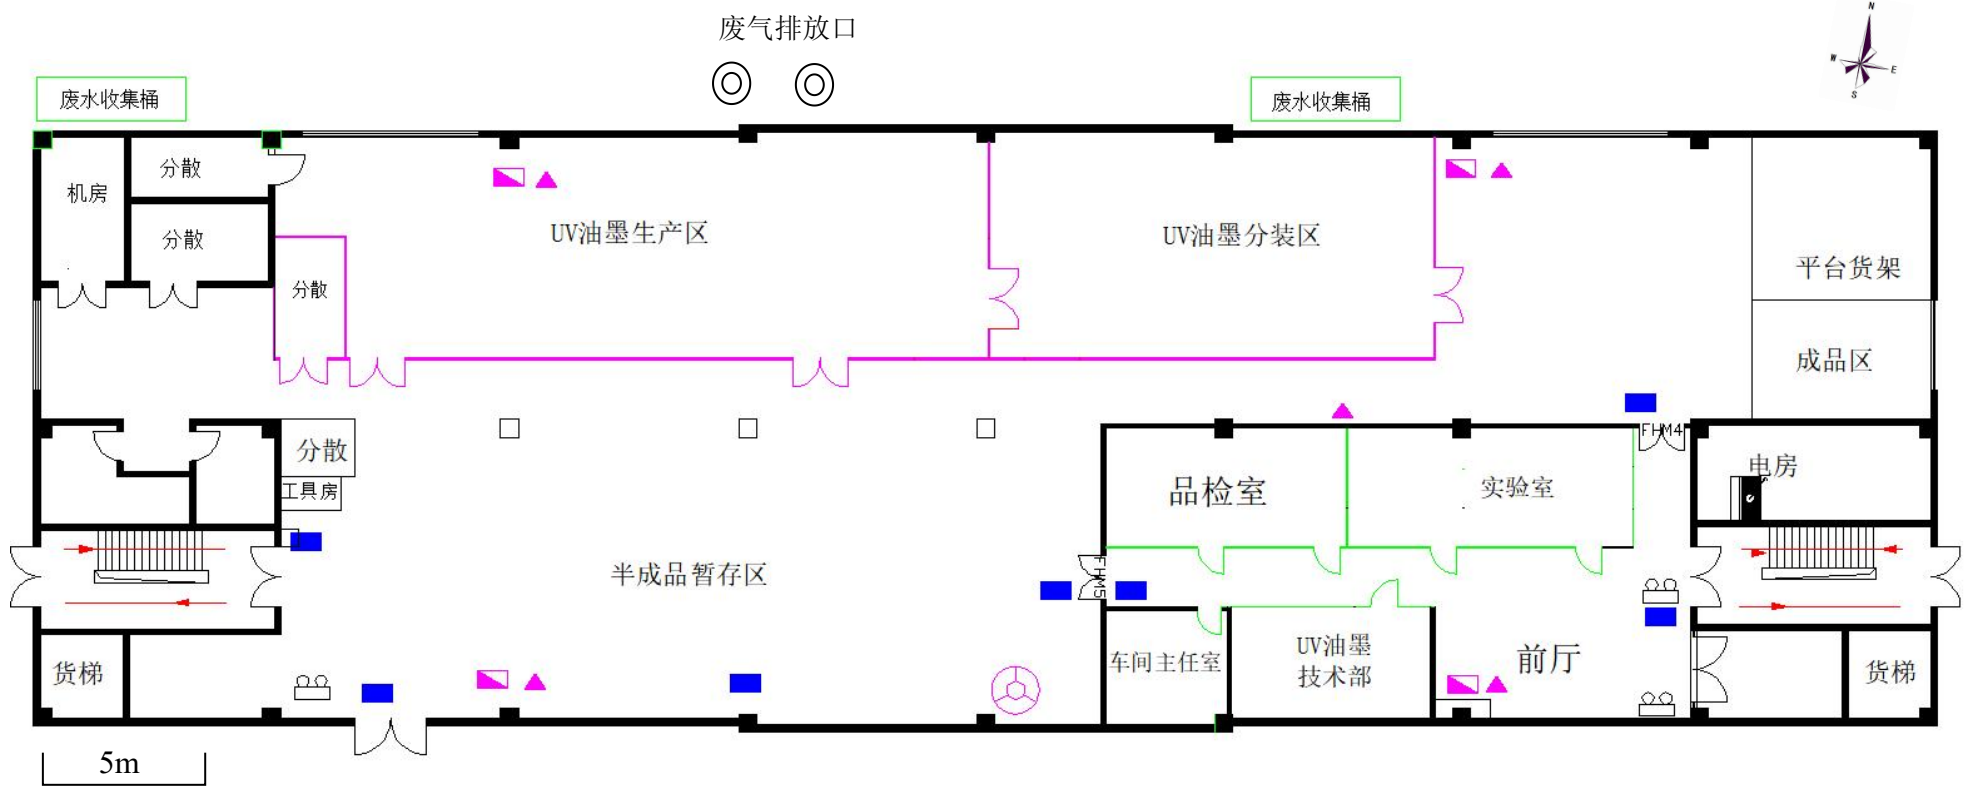 废气排放口
N
W
E
S
废水收集桶
废水收集桶
分散
机房
分散
UV油墨生产区
UV油墨分装区
平台货架
分散
成品区
FHM4
分散
工具房
品检室
实验室
电房
半成品暂存区
FHM5
货梯
车间主任室
UV油墨
技术部
前厅
货梯
5m